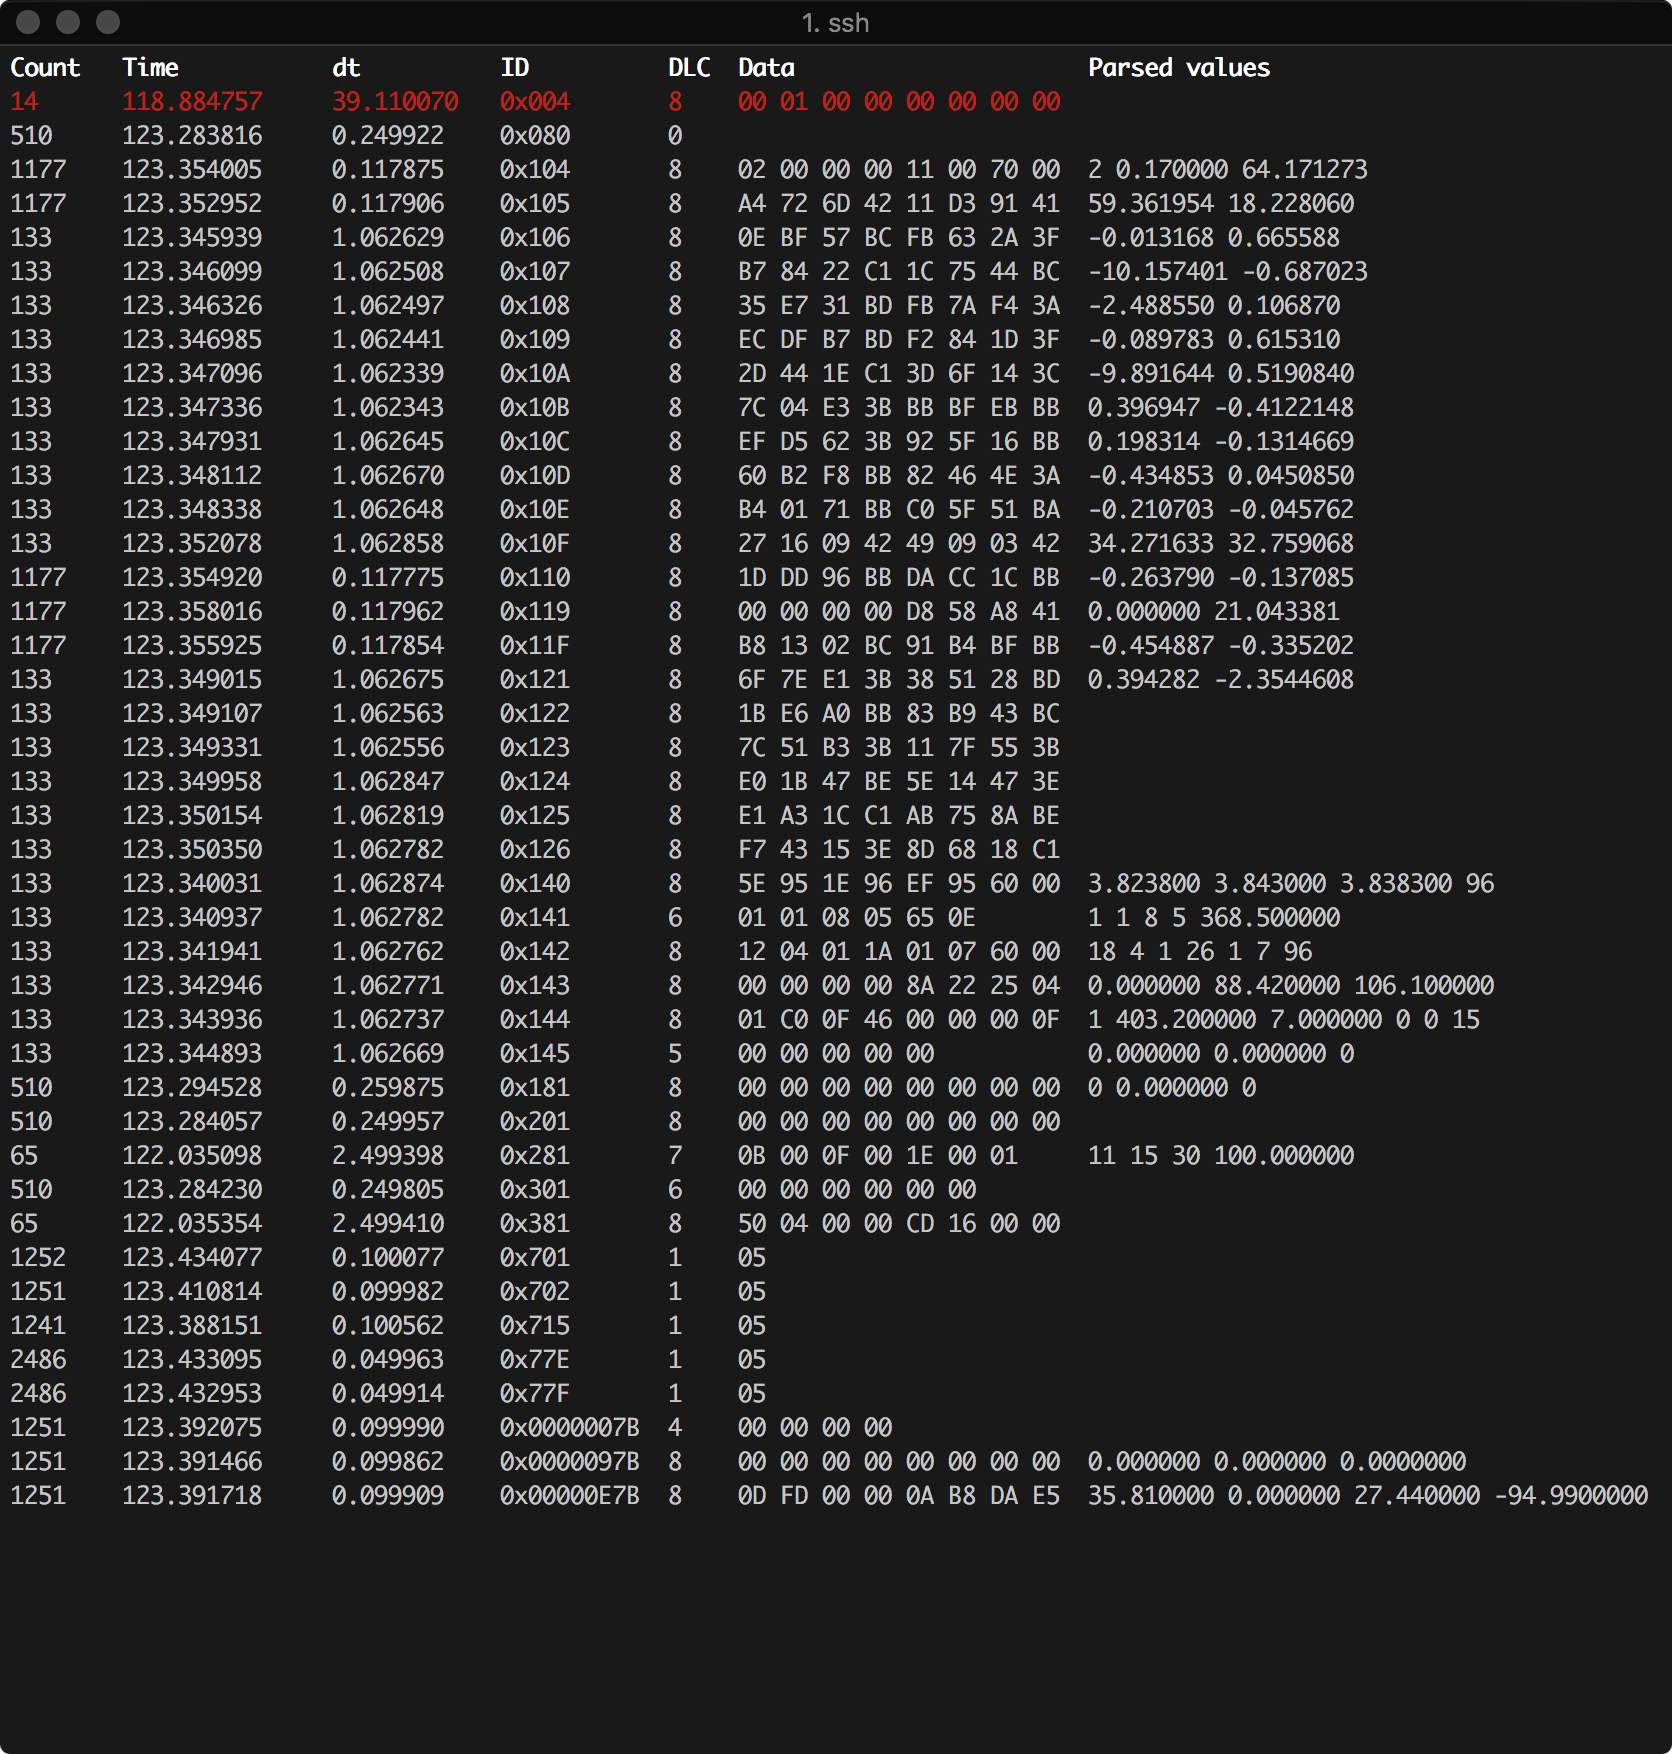 1. ssh
Count Time dt ID DLC Data Parsed values
14 118.884757 39.110070 0x004 8 00 01 00 00 00 00 00 00
510 123.283816 0.249922 0x080 0
1177 123.354005 0.117875 0x104 8 02 00 00 00 11 00 70 00 2 0.170000 64.171273
1177 123.352952 0.117906 0x105 8 A4 72 6D 42 11 D3 91 41 59.361954 18.228060
133 123.345939 1.062629 0x106 8 0E BF 57 BC FB 63 2A 3F -0.013168 0.665588
133 123.346099 1.062508 0x107 8 B7 84 22 C1 1C 75 44 BC -10.157401 -0.687023
133 123.346326 1.062497 0x108 8 35 E7 31 BD FB 7A F4 3A -2.488550 0.106870
133 123.346985 1.062441 0x109 8 EC DF B7 BD F2 84 1D 3F -0.089783 0.615310
133 123.347096 1.062339 0x10A 8 2D 44 1E C1 3D 6F 14 3C -9.891644 0.5190840
133 123.347336 1.062343 0x10B 8 7C 04 E3 3B BB BF EB BB 0.396947 -0.4122148
133 123.347931 1.062645 0x10C 8 EF D5 62 3B 92 5F 16 BB 0.198314 -0.1314669
133 123.348112 1.062670 0x10D 8 60 B2 F8 BB 82 46 4E 3A -0.434853 0.0450850
133 123.348338 1.062648 0x10E 8 B4 01 71 BB C0 5F 51 BA -0.210703 -0.045762
133 123.352078 1.062858 0x10F 8 27 16 09 42 49 09 03 42 34.271633 32.759068
1177 123.354920 0.117775 0x110 8 1D DD 96 BB DA CC 1C BB -0.263790 -0.137085
1177 123.358016 0.117962 0x119 8 00 00 00 00 D8 58 A8 41 0.000000 21.043381
1177 123.355925 0.117854 0x11F 8 B8 13 02 BC 91 B4 BF BB -0.454887 -0.335202
133 123.349015 1.062675 0x121 8 6F 7E E1 3B 38 51 28 BD 0.394282 -2.3544608
133 123.349107 1.062563 0x122 8 1B E6 A0 BB 83 B9 43 BC
133 123.349331 1.062556 0x123 8 7C 51 B3 3B 11 7F 55 3B
133 123.349958 1.062847 0x124 8 E0 1B 47 BE 5E 14 47 3E
133 123.350154 1.062819 0x125 8 E1 A3 1C C1 AB 75 8A BE
133 123.350350 1.062782 0x126 8 F7 43 15 3E 8D 68 18 C1
133 123.340031 1.062874 0x140 8 5E 95 1E 96 EF 95 60 00 3.823800 3.843000 3.838300 96
133 123.340937 1.062782 0x141 6 01 01 08 05 65 0E 1 1 8 5 368.500000
133 123.341941 1.062762 0x142 8 12 04 01 1A 01 07 60 00 18 4 1 26 1 7 96
133 123.342946 1.062771 0x143 8 00 00 00 00 8A 22 25 04 0.000000 88.420000 106.100000
133 123.343936 1.062737 0x144 8 01 C0 0F 46 00 00 00 0F 1 403.200000 7.000000 0 0 15
133 123.344893 1.062669 0x145 5 00 00 00 00 00 0.000000 0.000000 0
510 123.294528 0.259875 0x181 8 00 00 00 00 00 00 00 00 0 0.000000 0
510 123.284057 0.249957 0x201 8 00 00 00 00 00 00 00 00
65 122.035098 2.499398 0x281 7 0B 00 0F 00 1E 00 01 11 15 30 100.000000
510 123.284230 0.249805 0x301 6 00 00 00 00 00 00
65 122.035354 2.499410 0x381 8 50 04 00 00 CD 16 00 00
1252 123.434077 0.100077 0x701 1 05
1251 123.410814 0.099982 0x702 1 05
1241 123.388151 0.100562 0x715 1 05
2486 123.433095 0.049963 0x77E 1 05
2486 123.432953 0.049914 0x77F 1 05
1251 123.392075 0.099990 0x0000007B 4 00 00 00 00
1251 123.391466 0.099862 0x0000097B 8 00 00 00 00 00 00 00 00 0.000000 0.000000 0.0000000
1251 123.391718 0.099909 0x00000E7B 8 0D FD 00 00 0A B8 DA E5 35.810000 0.000000 27.440000 -94.9900000